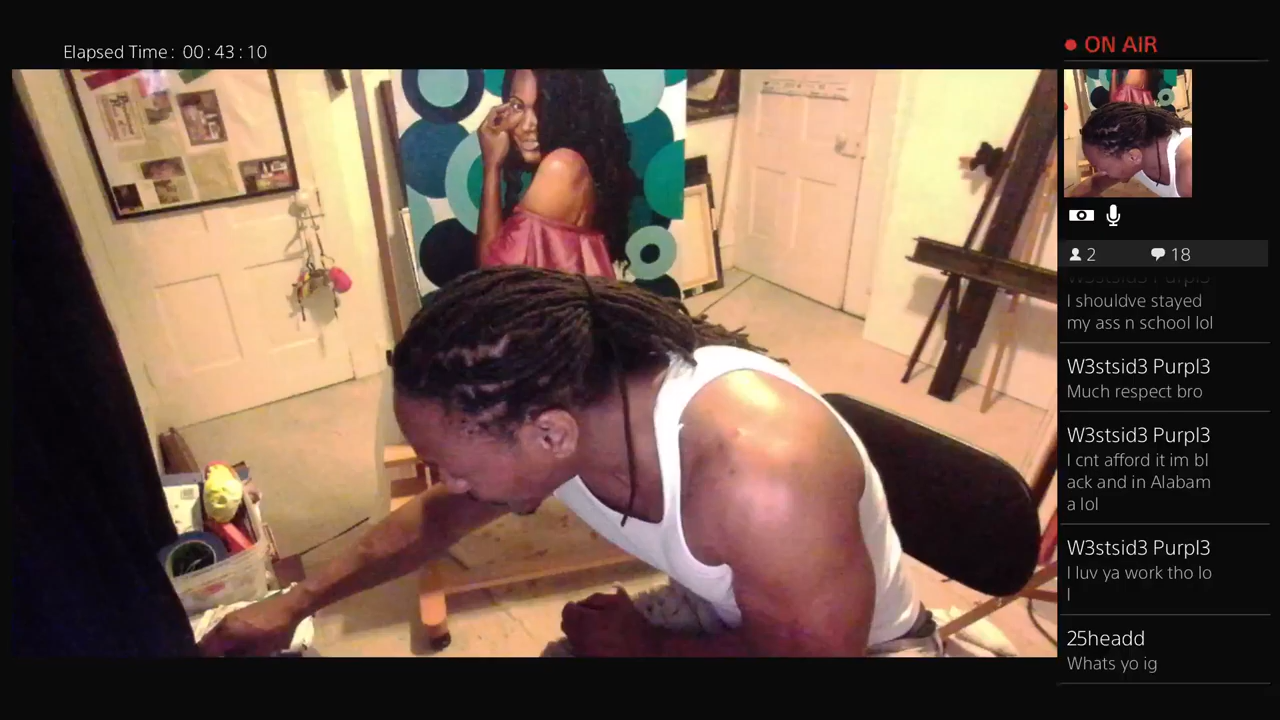 Elapsed Time: 00:43:10
ON AIR
2
18
W3stsid3 Purpl3
I shouldve stayed
my ass n school lol
W3stsid3 Purpl3
Much respect bro
W3stsid3 Purpl3
I cnt afford it im bl
ack and in Alabam
a lol
W3stsid3 Purpl3
I luv ya work tho lo
l
25headd
Whats yo ig